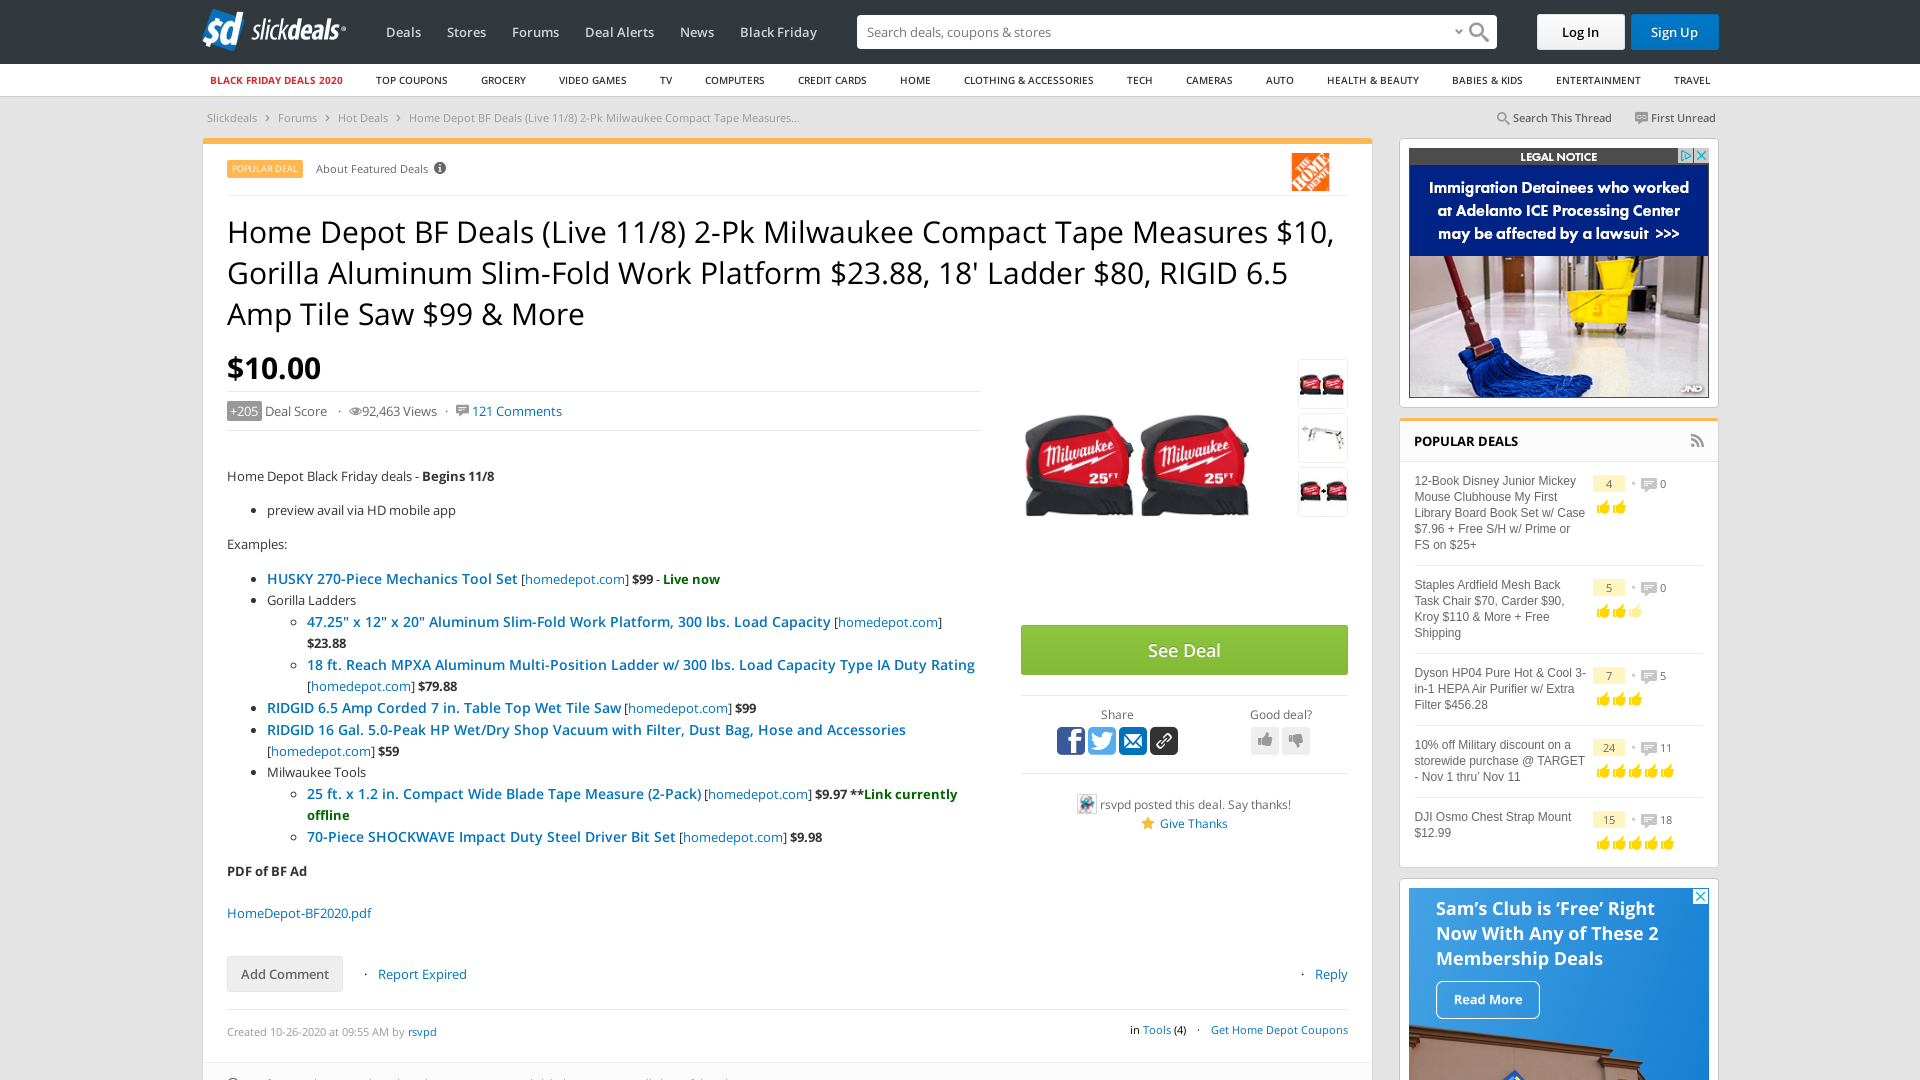 slickdeals
Deals
Stores
Forums
Deal Alerts
News
Black Friday
Search deals, coupons & stores
Log In
Sign Up
BLACK FRIDAY DEALS 2020
TOP COUPONS
GROCERY
VIDEO GAMES
TV
COMPUTERS
CREDIT CARDS
HOME
CLOTHING & ACCESSORIES
TECH
CAMERAS
AUTO
HEALTH & BEAUTY
BABIES & KIDS
ENTERTAINMENT
TRAVEL
Slickdeals > Forums > Hot Deals > Home Depot BF Deals (Live 11/8) 2-Pk Milwaukee Compact Tape Measures...
Search This Thread
First Unread
POPULAR DEAL
About Featured Deals
THE HOME DEPOT
Home Depot BF Deals (Live 11/8) 2-Pk Milwaukee Compact Tape Measures $10,
Gorilla Aluminum Slim-Fold Work Platform $23.88, 18' Ladder $80, RIGID 6.5
Amp Tile Saw $99 & More
$10.00
+205 Deal Score · 92,463 Views · 121 Comments
Home Depot Black Friday deals - Begins 11/8
• preview avail via HD mobile app
Examples:
• HUSKY 270-Piece Mechanics Tool Set [homedepot.com] $99 - Live now
• Gorilla Ladders
47.25" x 12" x 20" Aluminum Slim-Fold Work Platform, 300 lbs. Load Capacity [homedepot.com]
$23.88
18 ft. Reach MPXA Aluminum Multi-Position Ladder w/ 300 lbs. Load Capacity Type IA Duty Rating
[homedepot.com] $79.88
• RIDGID 6.5 Amp Corded 7 in. Table Top Wet Tile Saw [homedepot.com] $99
• RIDGID 16 Gal. 5.0-Peak HP Wet/Dry Shop Vacuum with Filter, Dust Bag, Hose and Accessories
[homedepot.com] $59
• Milwaukee Tools
25 ft. x 1.2 in. Compact Wide Blade Tape Measure (2-Pack) [homedepot.com] $9.97 **Link currently
offline
70-Piece SHOCKWAVE Impact Duty Steel Driver Bit Set [homedepot.com] $9.98
PDF of BF Ad
HomeDepot-BF2020.pdf
Add Comment
· Report Expired
· Reply
Created 10-26-2020 at 09:55 AM by rsvpd
in Tools (4) · Get Home Depot Coupons
Milwaukee
25FT
Milwaukee
25FT
See Deal
Share
Good deal?
rsvpd posted this deal. Say thanks!
Give Thanks
LEGAL NOTICE
Immigration Detainees who worked
at Adelanto ICE Processing Center
may be affected by a lawsuit >>>
JND
POPULAR DEALS
12-Book Disney Junior Mickey
Mouse Clubhouse My First
Library Board Book Set w/ Case
$7.96 + Free S/H w/ Prime or
FS on $25+
4 • 0
Staples Ardfield Mesh Back
Task Chair $70, Carder $90,
Kroy $110 & More + Free
Shipping
5 • 0
Dyson HP04 Pure Hot & Cool 3-
in-1 HEPA Air Purifier w/ Extra
Filter $456.28
7 • 5
10% off Military discount on a
storewide purchase @ TARGET
- Nov 1 thru' Nov 11
24 • 11
DJI Osmo Chest Strap Mount
$12.99
15 • 18
Sam's Club is 'Free' Right
Now With Any of These 2
Membership Deals
Read More